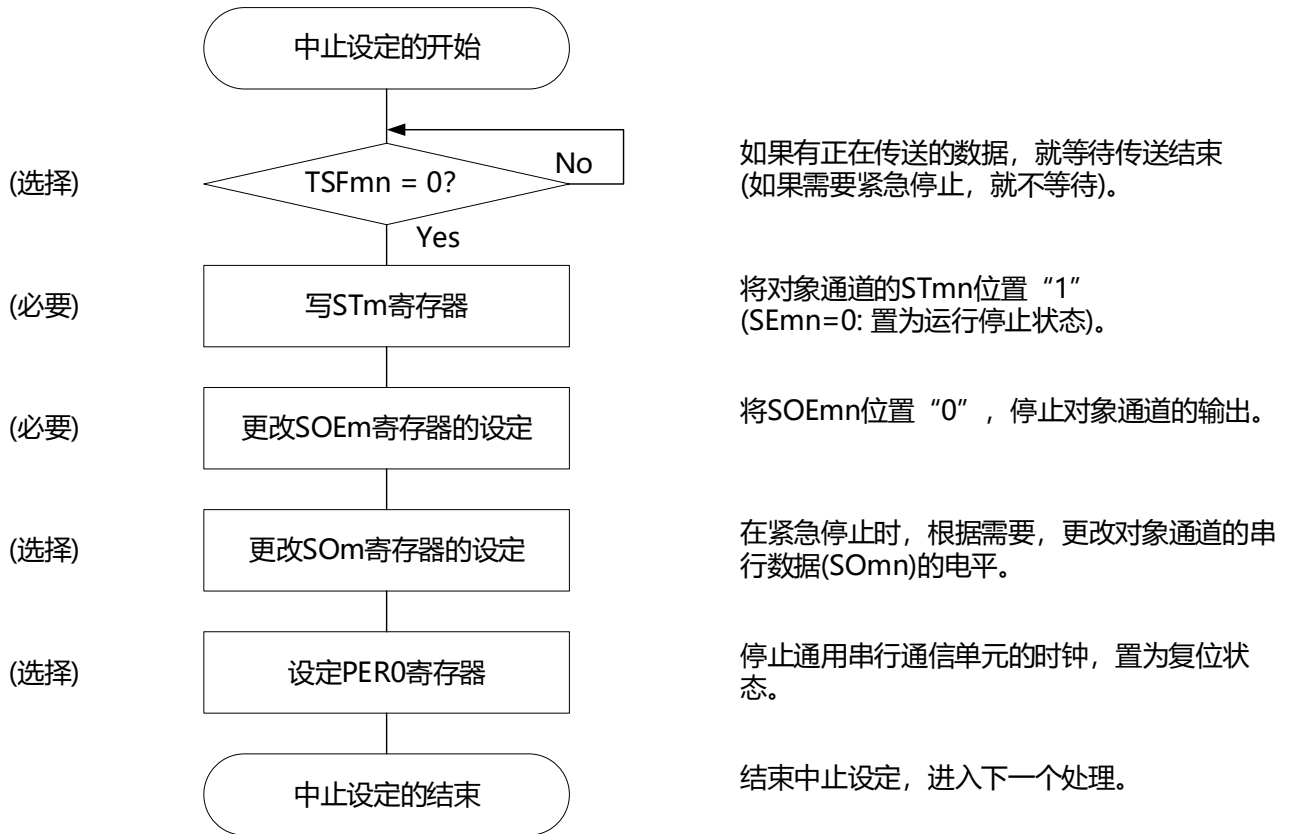 中止设定的开始
(选择)
TSFmn = 0?
No
Yes
如果有正在传送的数据，就等待传送结束
(如果需要紧急停止，就不等待)。
(必要)
写STm寄存器
将对象通道的STmn位置“1”
(SEmn=0: 置为运行停止状态)。
(必要)
更改SOEm寄存器的设定
将SOEmn位置“0”，停止对象通道的输出。
(选择)
更改SOm寄存器的设定
在紧急停止时，根据需要，更改对象通道的串
行数据(SOmn)的电平。
(选择)
设定PER0寄存器
停止通用串行通信单元的时钟，置为复位状
态。
中止设定的结束
结束中止设定，进入下一个处理。